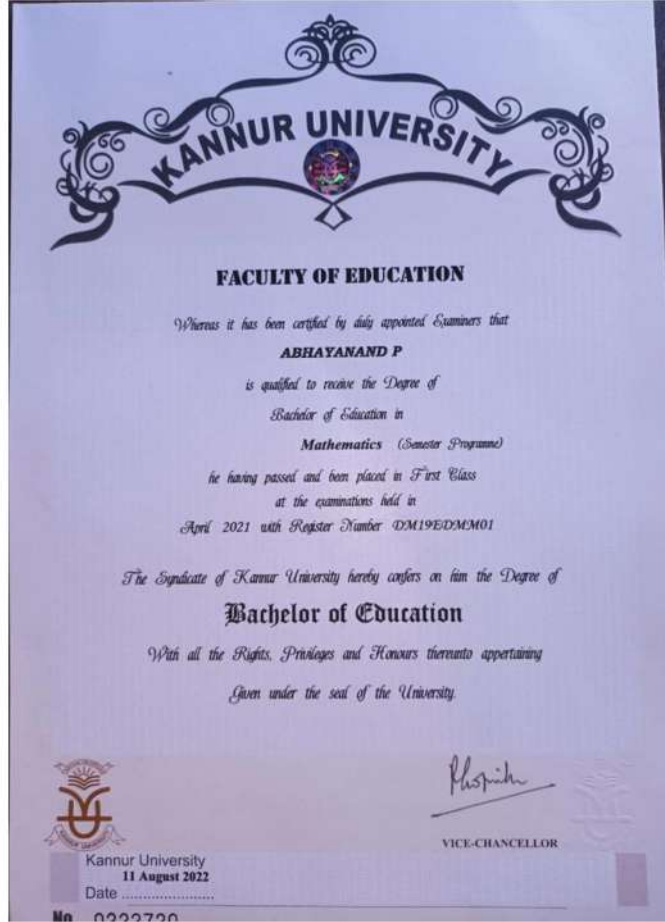 KANNUR UNIVERSITY
FACULTY OF EDUCATION
Whereas it has been certified by duly appointed Examiners that
ABHAYANAND P
is qualified to receive the Degree of
Bachelor of Education in
Mathematics (Semester Programme)
he having passed and been placed in First Class
at the examinations held in
April 2021 with Register Number DM19EDMM01
The Syndicate of Kannur University hereby confers on him the Degree of
Bachelor of Education
With all the Rights, Privileges and Honours thereunto appertaining
Given under the seal of the University.
VICE-CHANCELLOR
KANNUR UNIVERSITY
Kannur University
11 August 2022
Date ......................
No 0222720